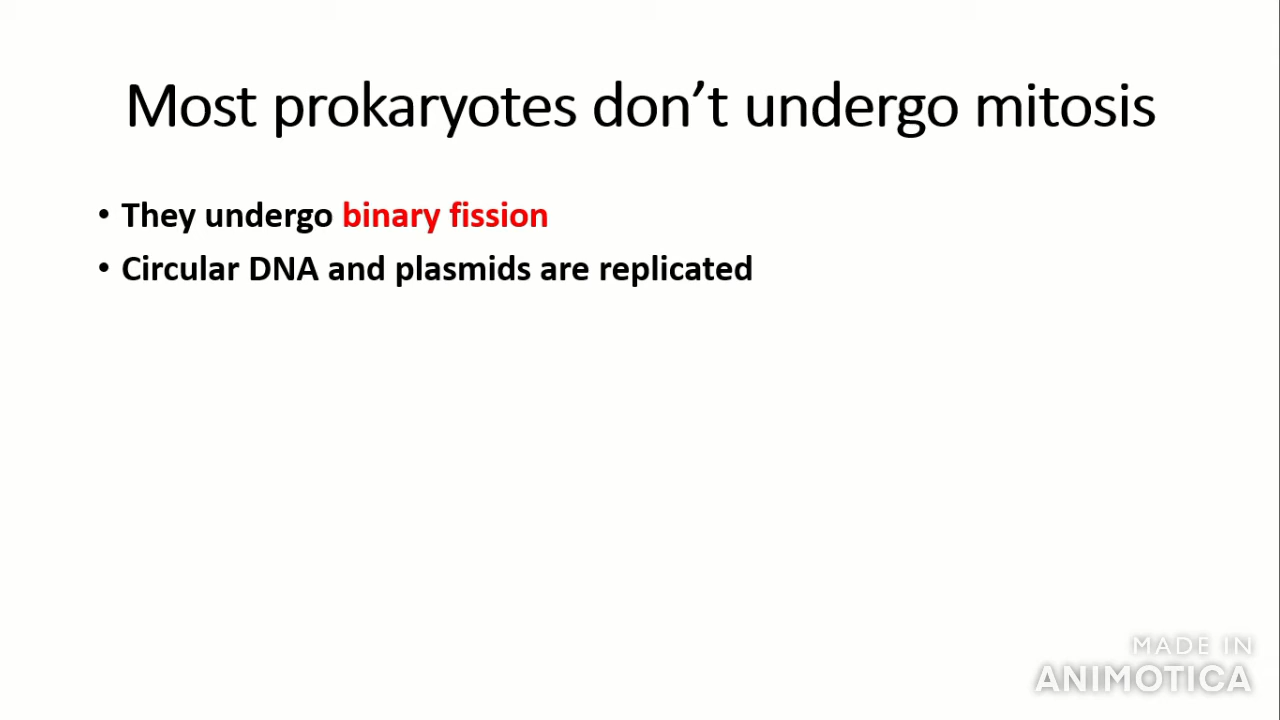 Most prokaryotes don’t undergo mitosis
• They undergo binary fission
• Circular DNA and plasmids are replicated
MADE IN
ANIMOTICA